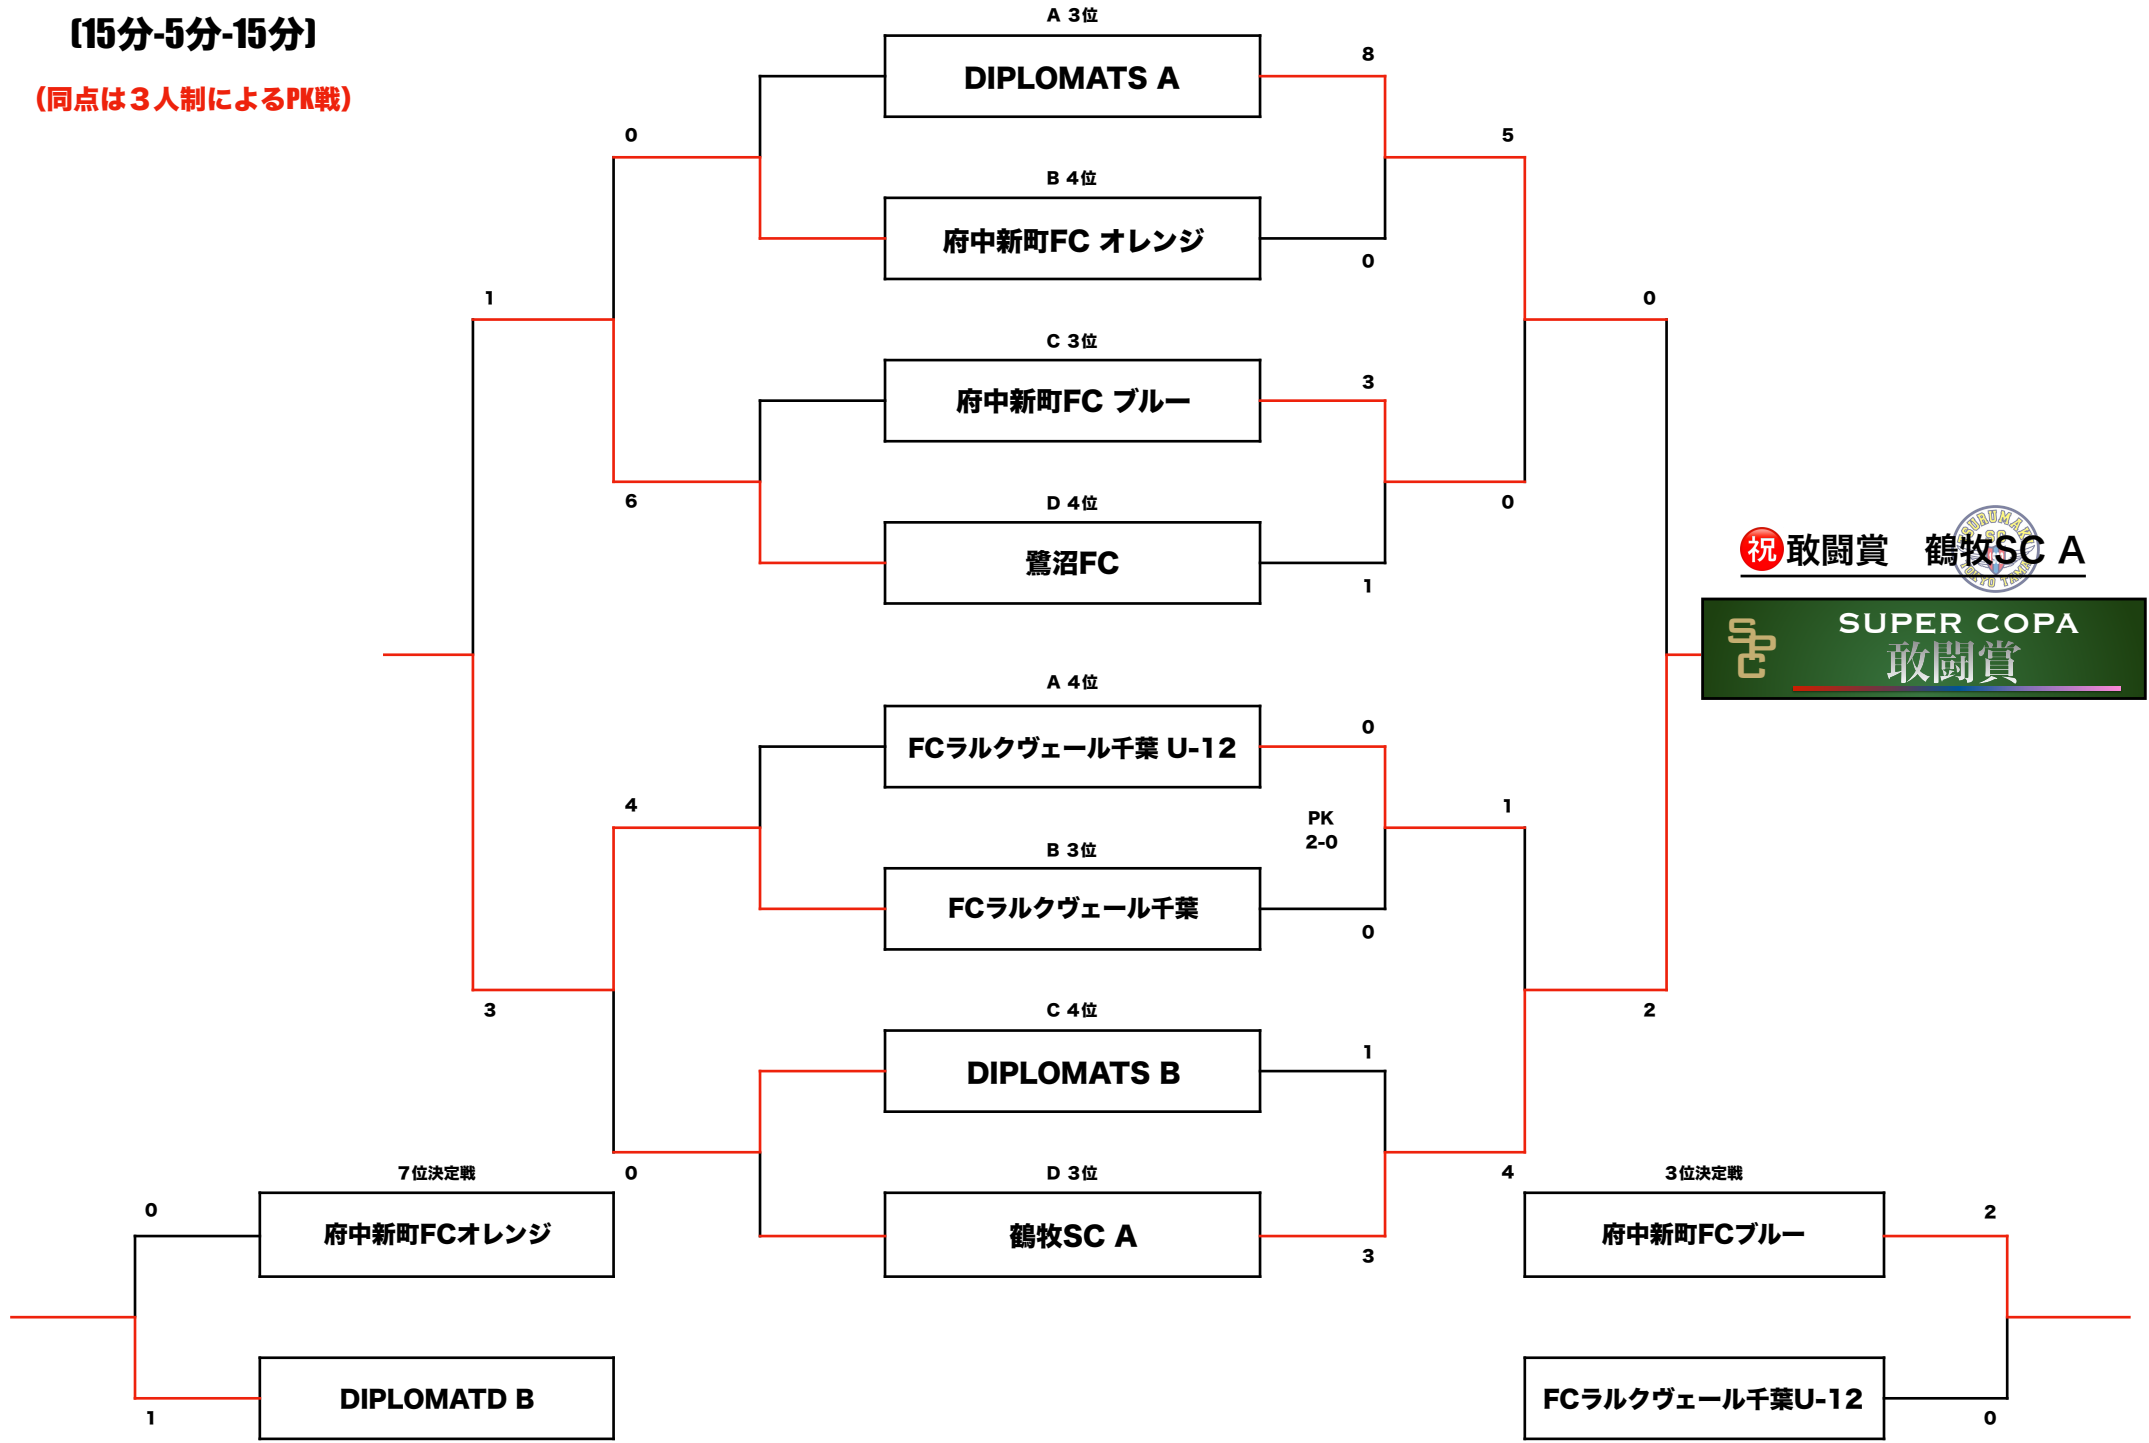 (15分-5分-15分)
(同点は３人制によるPK戦)
A 3位
DIPLOMATS A
8
0
5
B 4位
府中新町FC オレンジ
0
1
0
C 3位
府中新町FC ブルー
3
6
0
D 4位
鷺沼FC
1
SURUMAKI
SC
TOKYO TAMA
㊗敢闘賞　鶴牧SC A
SPC
SUPER COPA
敢闘賞
A 4位
FCラルクヴェール千葉 U-12
0
4
1
PK
2-0
B 3位
FCラルクヴェール千葉
0
3
2
C 4位
DIPLOMATS B
1
0
4
D 3位
鶴牧SC A
3
7位決定戦
0
府中新町FCオレンジ
DIPLOMATD B
1
3位決定戦
府中新町FCブルー
2
FCラルクヴェール千葉U-12
0